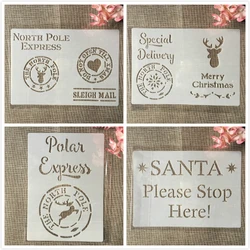 NORTH POLE
EXPRESS
THE NORTH POLE
SLEIGH MAIL
Special
Delivery
Merry
Christmas
Polar
Express
THE NORTH POLE
SANTA
Please Stop
Here!